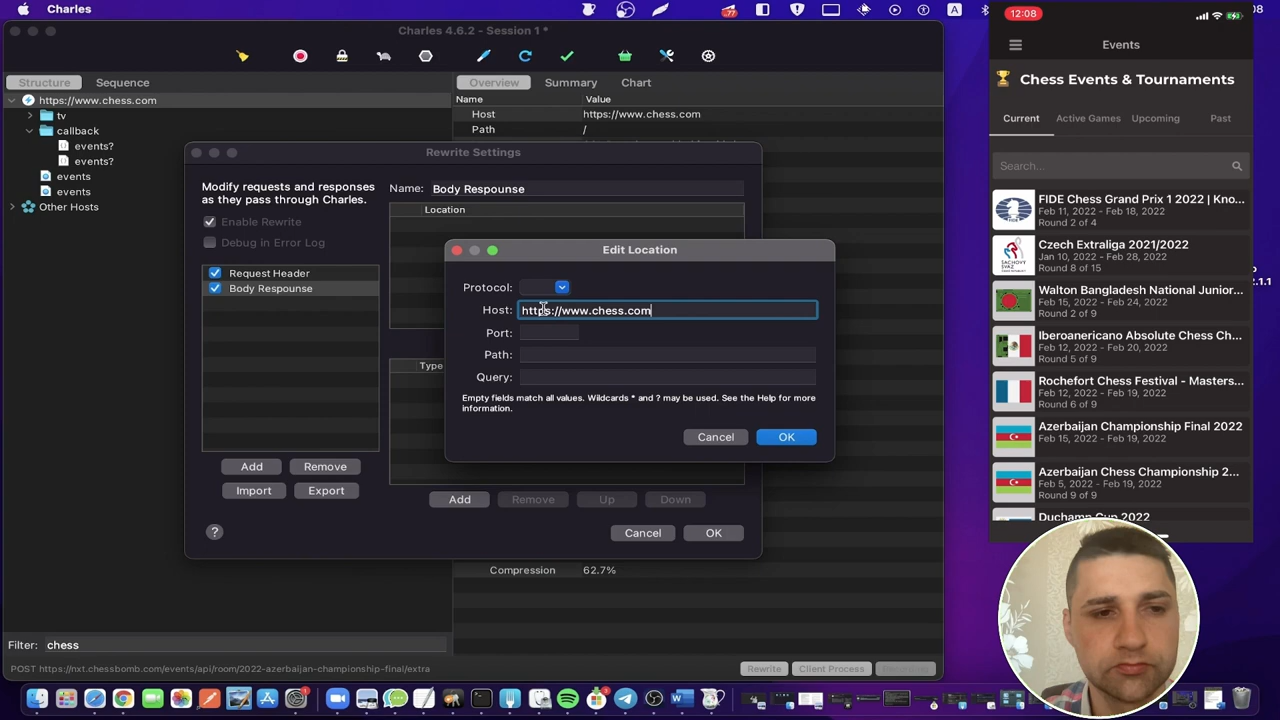 Charles
A
08
Charles 4.6.2 - Session 1 *
Structure
Sequence
https://www.chess.com
tv
callback
events?
events?
events
events
Other Hosts
Filter: chess
POST https://nxt.chessbomb.com/events/api/room/2022-azerbaijan-championship-final/extra
Overview
Summary
Chart
Name
Value
Host
https://www.chess.com
Path
/
Compression
62.7%
Rewrite
Client Process
Rewrite Settings
Modify requests and responses
as they pass through Charles.
Enable Rewrite
Debug in Error Log
Request Header
Body Respounse
Add
Remove
Import
Export
?
Name: Body Respounse
Location
Type
Add
Remove
Up
Down
Cancel
OK
Edit Location
Protocol:
Host: https://www.chess.com
Port:
Path:
Query:
Empty fields match all values. Wildcards * and ? may be used. See the Help for more
information.
Cancel
OK
12:08
Events
Chess Events & Tournaments
Current
Active Games
Upcoming
Past
Search...
FIDE Chess Grand Prix 1 2022 | Kno...
Feb 11, 2022 - Feb 18, 2022
Round 2 of 4
Czech Extraliga 2021/2022
Jan 10, 2022 - Feb 28, 2022
Round 8 of 15
Walton Bangladesh National Junior...
Feb 15, 2022 - Feb 24, 2022
Round 2 of 9
Iberoamericano Absolute Chess Ch...
Feb 12, 2022 - Feb 20, 2022
Round 5 of 9
Rochefort Chess Festival - Masters...
Feb 12, 2022 - Feb 19, 2022
Round 6 of 9
Azerbaijan Championship Final 2022
Feb 15, 2022 - Feb 19, 2022
Azerbaijan Chess Championship 2...
Feb 5, 2022 - Feb 19, 2022
Round 9 of 9
Duchamp Cup 2022
2.1.1